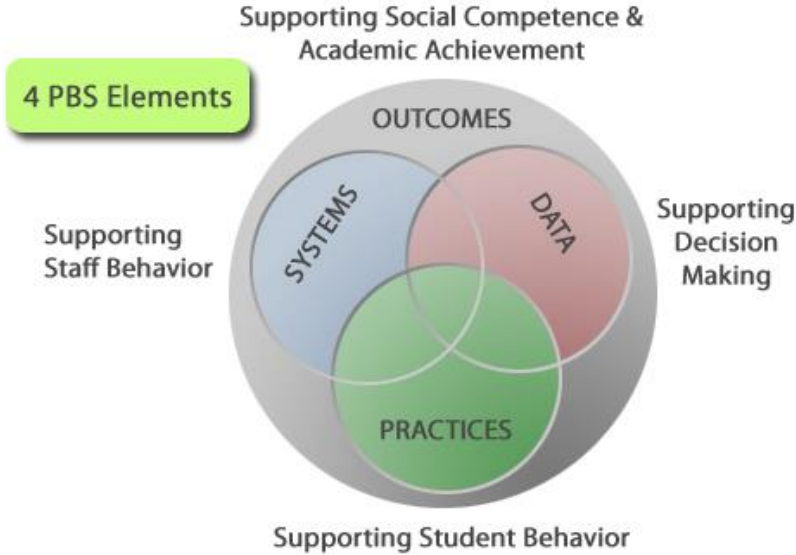 Supporting Social Competence &
Academic Achievement
4 PBS Elements
OUTCOMES
SYSTEMS
DATA
Supporting
Staff Behavior
Supporting
Decision
Making
PRACTICES
Supporting Student Behavior